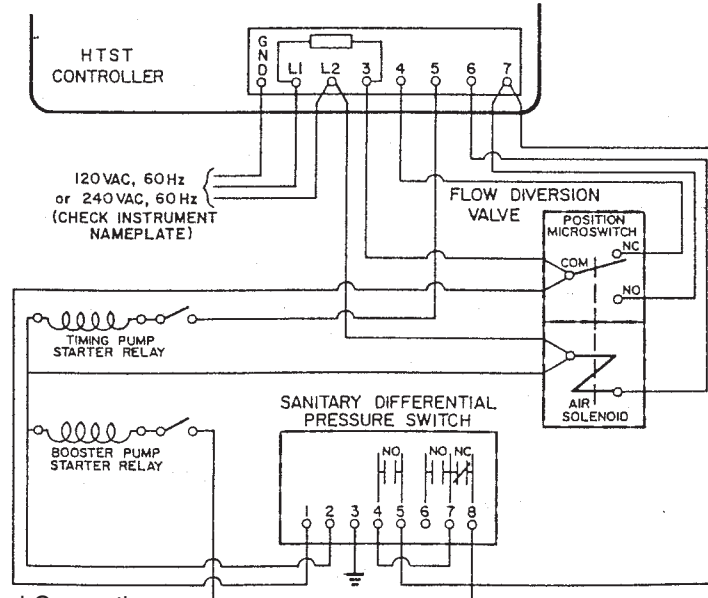 HTST
CONTROLLER
GND L1 L2 3 4 5 6 7
120VAC, 60Hz
or 240VAC, 60Hz
(CHECK INSTRUMENT
NAMEPLATE)
FLOW DIVERSION
VALVE
POSITION
MICROSWITCH
NC
COM
NO
TIMING PUMP
STARTER RELAY
AIR
SOLENOID
SANITARY DIFFERENTIAL
PRESSURE SWITCH
BOOSTER PUMP
STARTER RELAY
NO NO NC
1 2 3 4 5 6 7 8